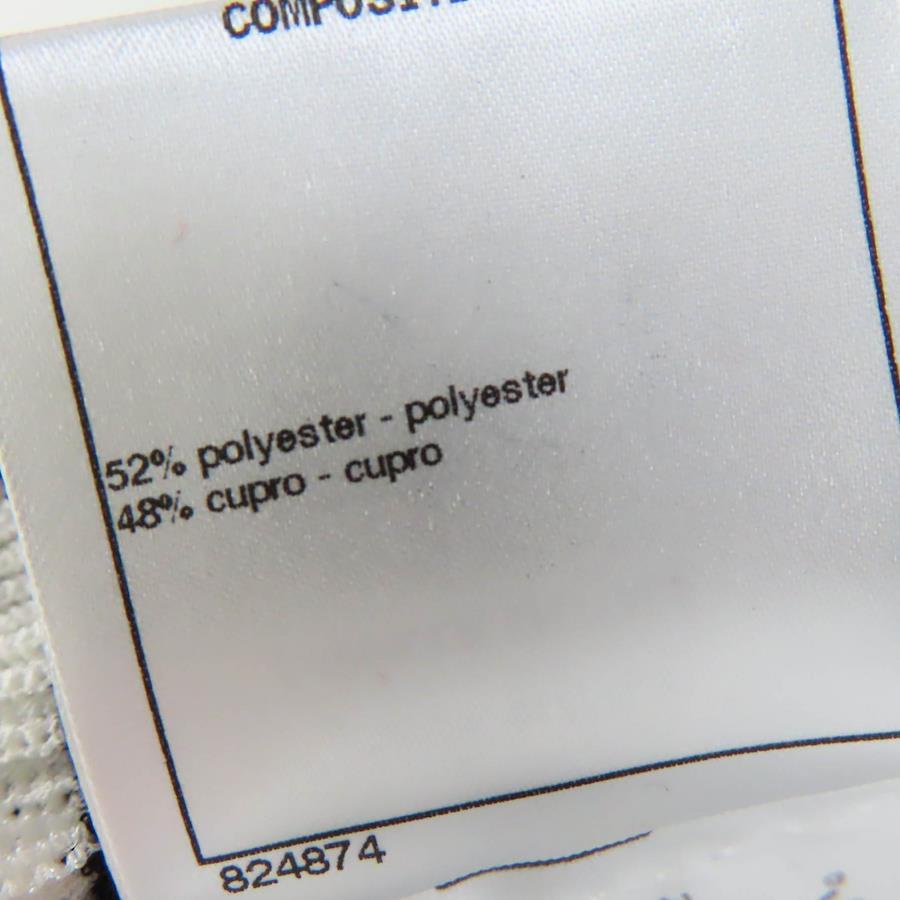 52% polyester - polyester
48% cupro - cupro
824874